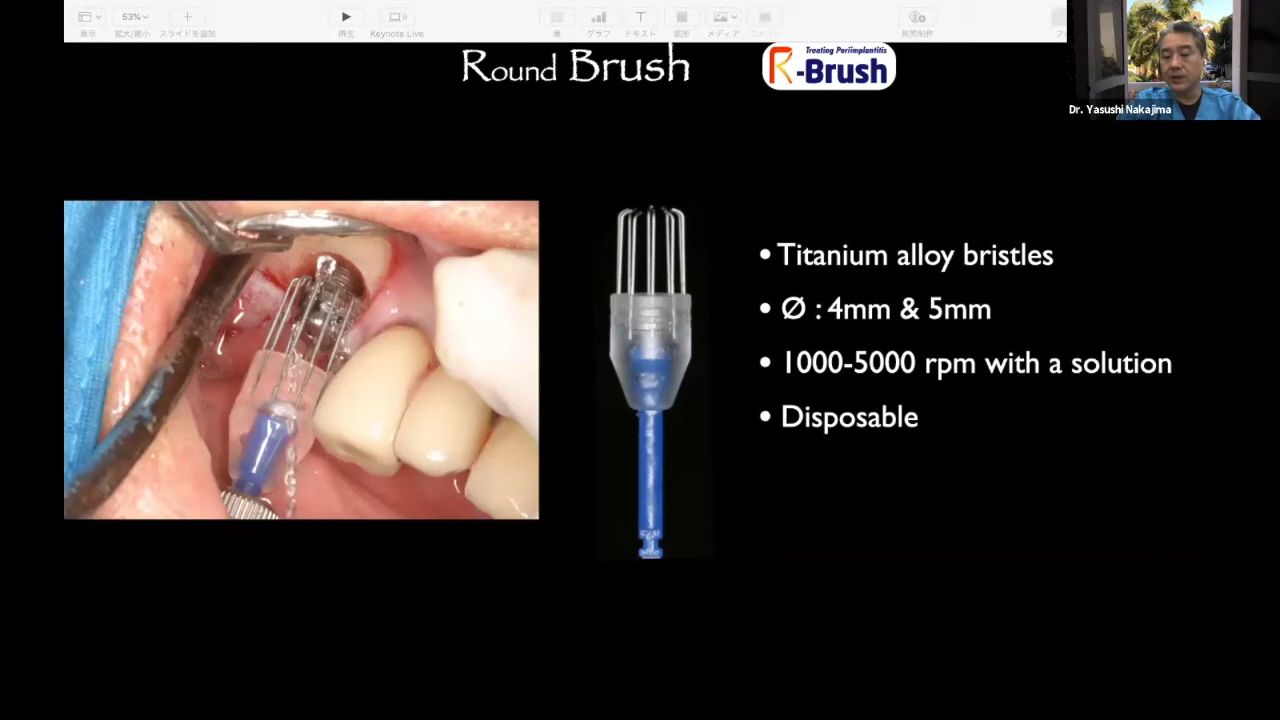 53%
表示
拡大/縮小
スライドを追加
再生
Keynote Live
表
グラフ
テキスト
図形
メディア
コメント
共同制作
Round Brush
Treating Periimplantitis
R-Brush
Dr. Yasushi Nakajima
• Titanium alloy bristles
• Ø : 4mm & 5mm
• 1000-5000 rpm with a solution
• Disposable